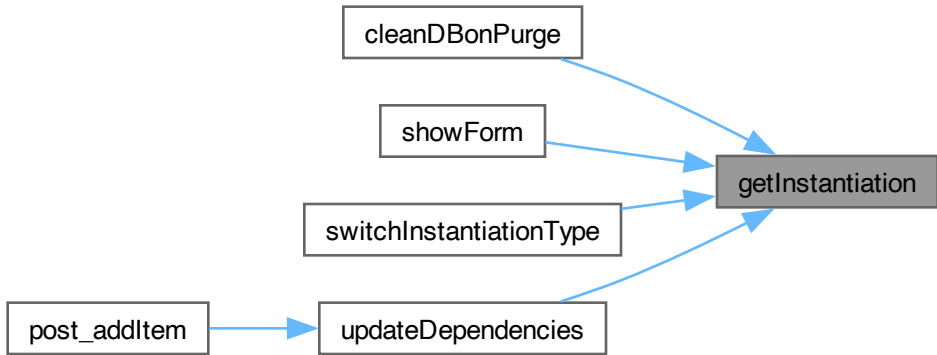 cleanDBonPurge
showForm
getInstantiation
switchInstantiationType
post_addItem
updateDependencies